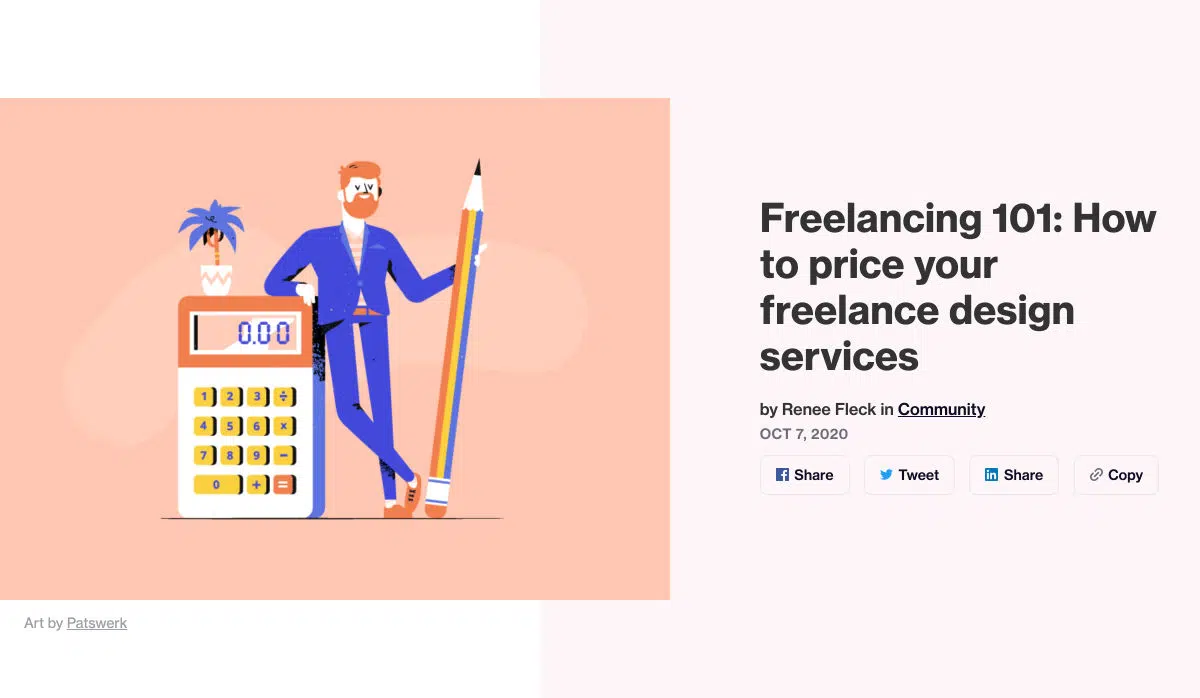 0.00
1 2 3 ÷
4 5 6 x
7 8 9 −
0 + =
Art by Patswerk
Freelancing 101: How
to price your
freelance design
services
by Renee Fleck in Community
OCT 7, 2020
Share Tweet Share Copy